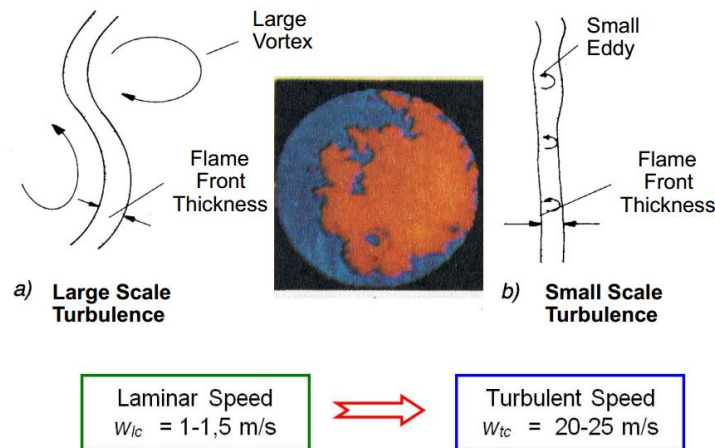 Large
Vortex
Flame
Front
Thickness
a) Large Scale
Turbulence
Small
Eddy
Flame
Front
Thickness
b) Small Scale
Turbulence
Laminar Speed
wlc = 1-1,5 m/s
Turbulent Speed
wtc = 20-25 m/s